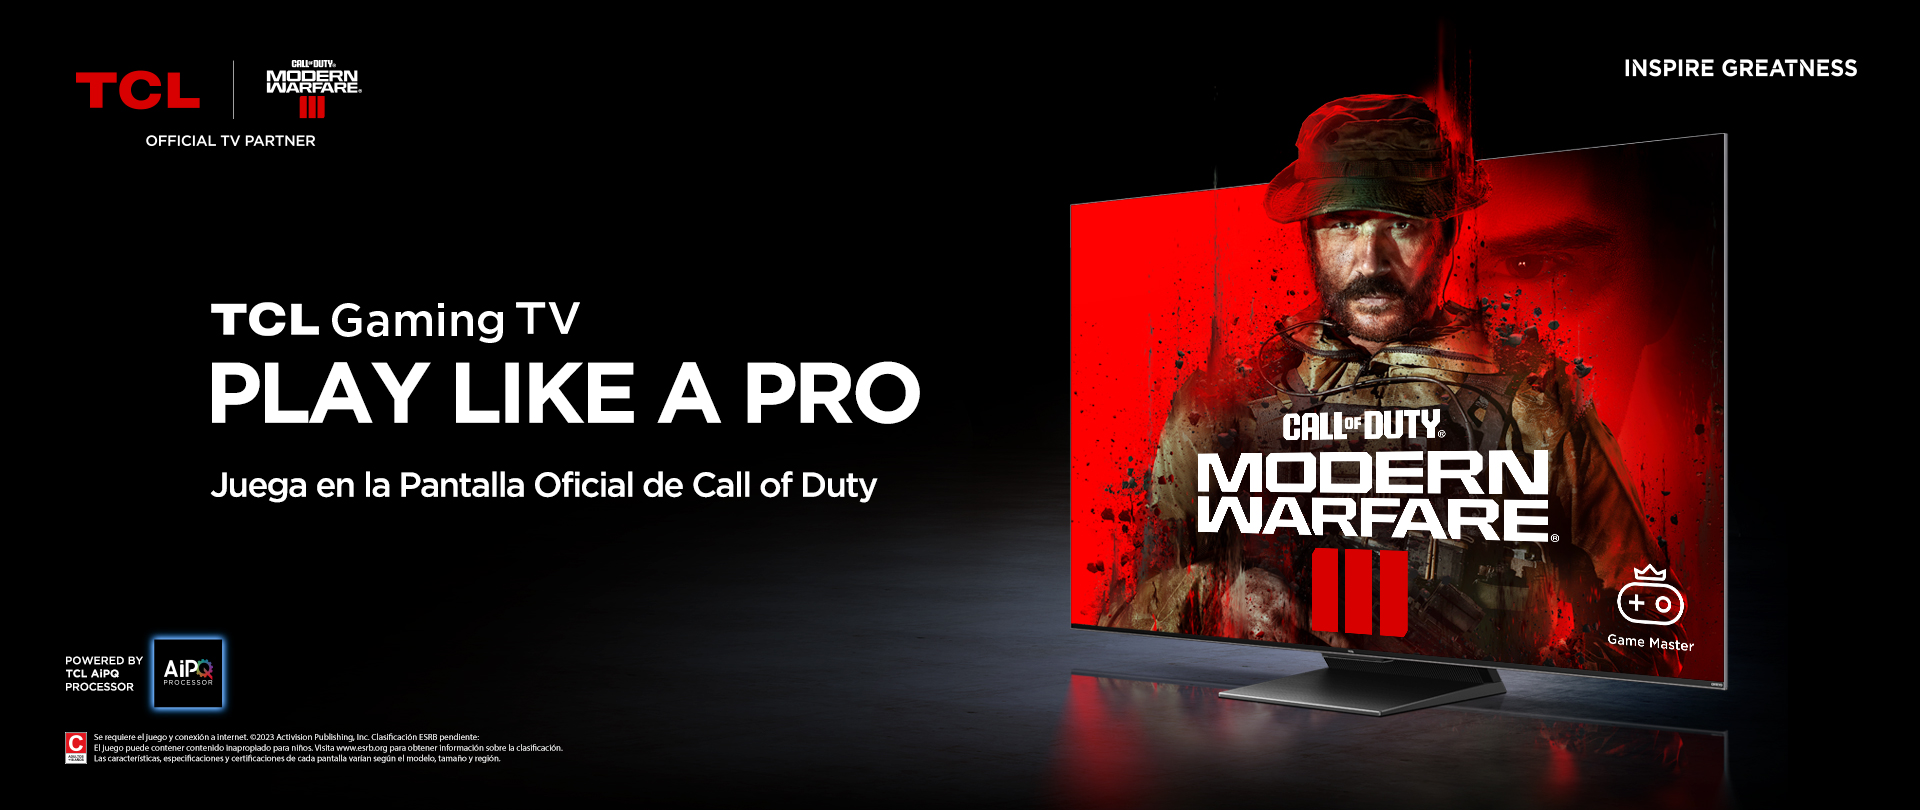 TCL
CALL OF DUTY®
MODERN
WARFARE®
III
OFFICIAL TV PARTNER
INSPIRE GREATNESS
TCL Gaming TV
PLAY LIKE A PRO
Juega en la Pantalla Oficial de Call of Duty
CALL OF DUTY®
MODERN
WARFARE®
III
Game Master
POWERED BY
TCL AiPQ
PROCESSOR
AiPQ
PROCESSOR
C
Se requiere el juego y conexión a internet. ©2023 Activision Publishing, Inc. Clasificación ESRB pendiente:
El juego puede contener contenido inapropiado para niños. Visita www.esrb.org para obtener información sobre la clasificación.
Las características, especificaciones y certificaciones de cada pantalla varían según el modelo, tamaño y región.